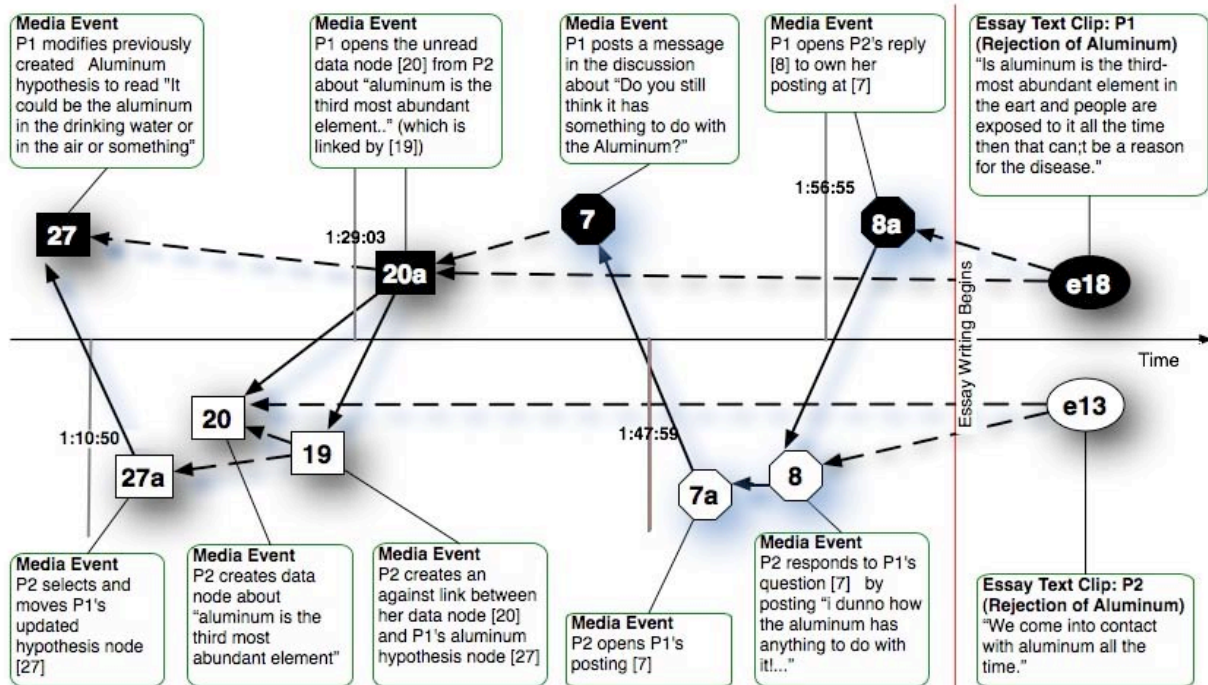 Media Event
P1 modifies previously
created Aluminum
hypothesis to read "It
could be the aluminum
in the drinking water or
in the air or something"
Media Event
P1 opens the unread
data node [20] from P2
about “aluminum is the
third most abundant
element..” (which is
linked by [19])
Media Event
P1 posts a message
in the discussion
about “Do you still
think it has
something to do with
the Aluminum?”
Media Event
P1 opens P2's reply
[8] to own her
posting at [7]
Essay Text Clip: P1
(Rejection of Aluminum)
“Is aluminum is the third-
most abundant element in
the eart and people are
exposed to it all the time
then that can;t be a reason
for the disease.”
27
1:29:03
20a
7
1:56:55
8a
e18
Essay Writing Begins
Time
1:10:50
27a
20
19
1:47:59
7a
8
e13
Media Event
P2 selects and
moves P1's
updated
hypothesis node
[27]
Media Event
P2 creates data
node about
“aluminum is the
third most
abundant element”
Media Event
P2 creates an
against link between
her data node [20]
and P1's aluminum
hypothesis node [27]
Media Event
P2 opens P1's
posting [7]
Media Event
P2 responds to P1's
question [7] by
posting “i dunno how
the aluminum has
anything to do with
it!...”
Essay Text Clip: P2
(Rejection of Aluminum)
“We come into contact
with aluminum all the
time.”